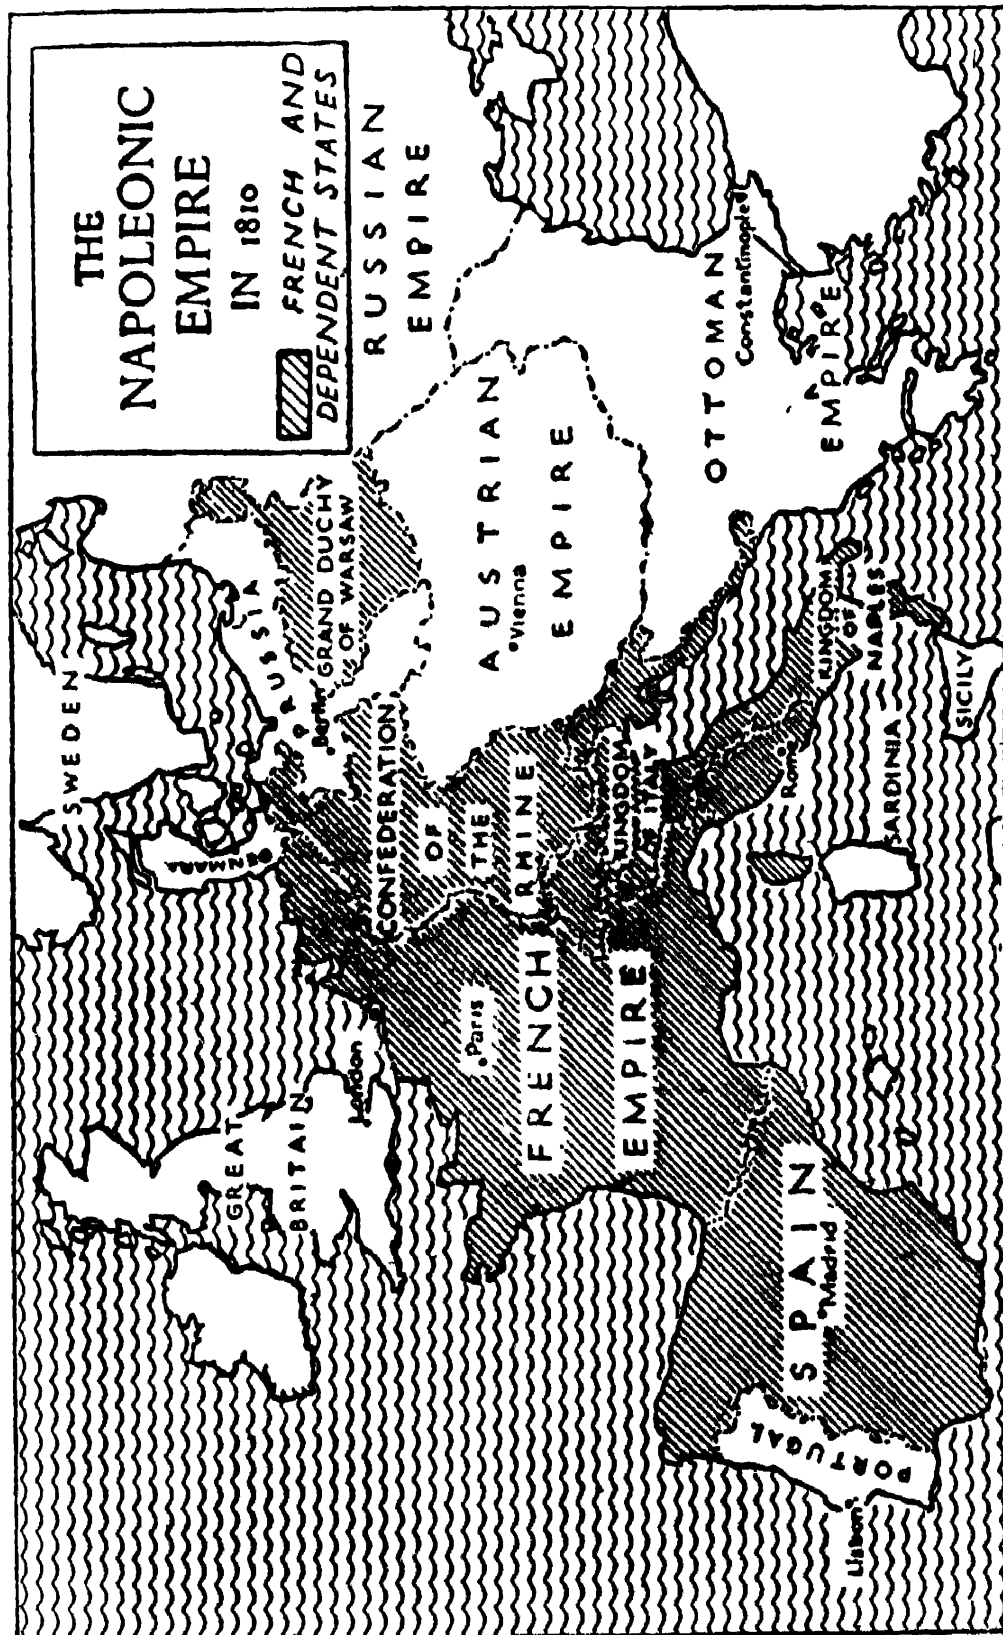 THE
NAPOLEONIC
EMPIRE
IN 1810
FRENCH AND
DEPENDENT STATES
SWEDEN
DENMARK
GREAT
BRITAIN
London
PRUSSIA
Berlin
GRAND DUCHY
OF WARSAW
RUSSIAN
EMPIRE
CONFEDERATION
OF
THE
RHINE
Paris
FRENCH
EMPIRE
AUSTRIAN
Vienna
EMPIRE
KINGDOM
OF ITALY
OTTOMAN
Constantinople
EMPIRE
SPAIN
Madrid
PORTUGAL
Lisbon
Rome
KINGDOM
OF
NAPLES
SARDINIA
SICILY